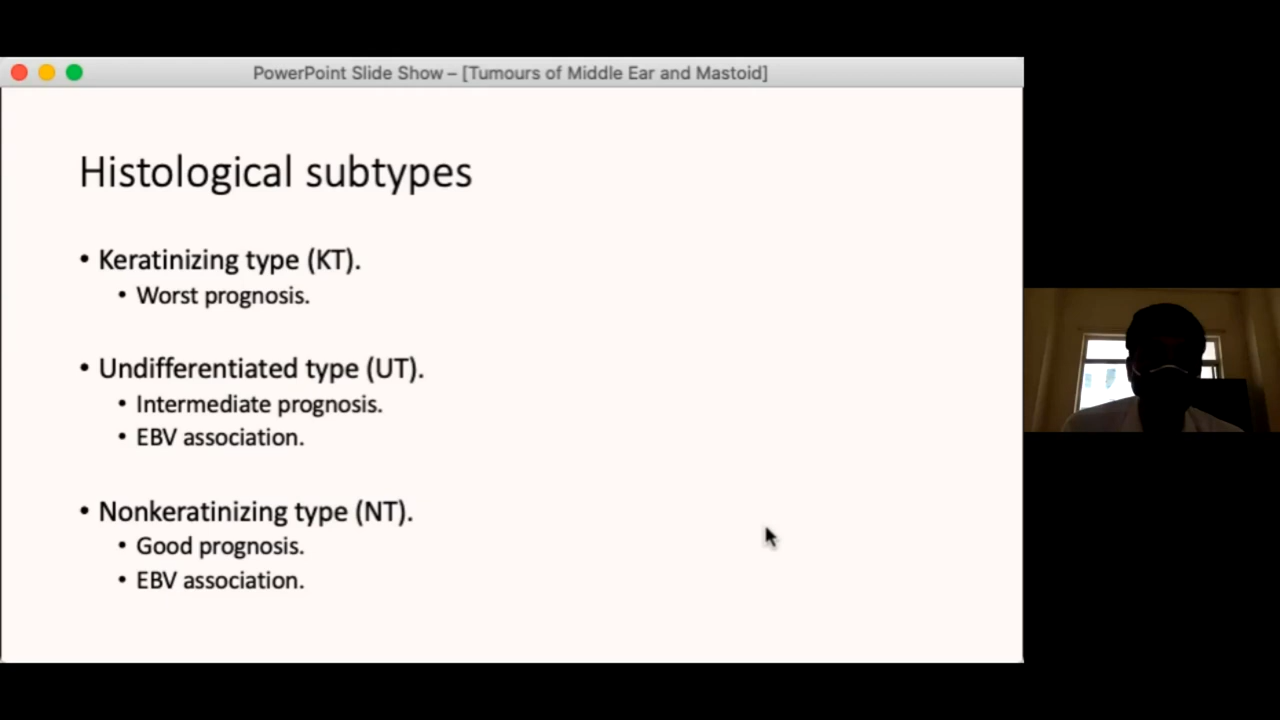 PowerPoint Slide Show – [Tumours of Middle Ear and Mastoid]
Histological subtypes
• Keratinizing type (KT).
• Worst prognosis.
• Undifferentiated type (UT).
• Intermediate prognosis.
• EBV association.
• Nonkeratinizing type (NT).
• Good prognosis.
• EBV association.